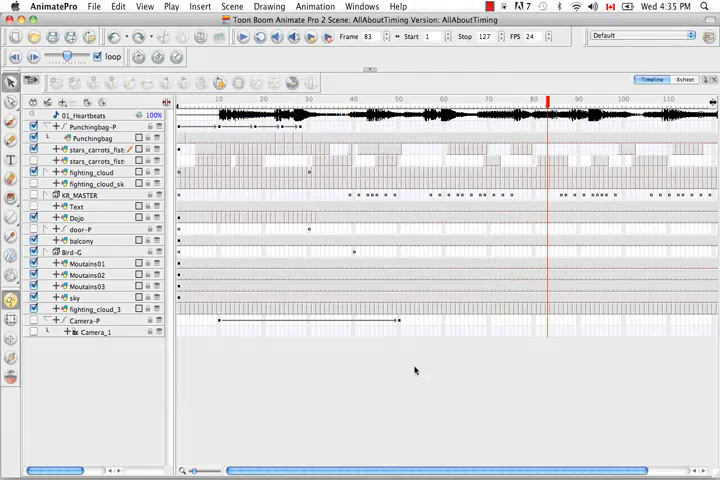 AnimatePro File Edit View Play Insert Scene Drawing Animation Windows Help 7 Wed 4:35 PM
Toon Boom Animate Pro 2 Scene: AllAboutTiming Version: AllAboutTiming
Frame 83 Start 1 Stop 127 FPS 24 Default
loop
Timeline Xsheet
10 20 30 40 50 60 70 80 90 100 110
01_Heartbeats 100%
Punchingbag-P
Punchingbag
stars_carrots_fist
stars_carrots_fist
fighting_cloud
fighting_cloud_sk
KR_MASTER
Text
Dojo
door-P
balcony
Bird-G
Moutains01
Moutains02
Moutains03
sky
fighting_cloud_3
Camera-P
Camera_1